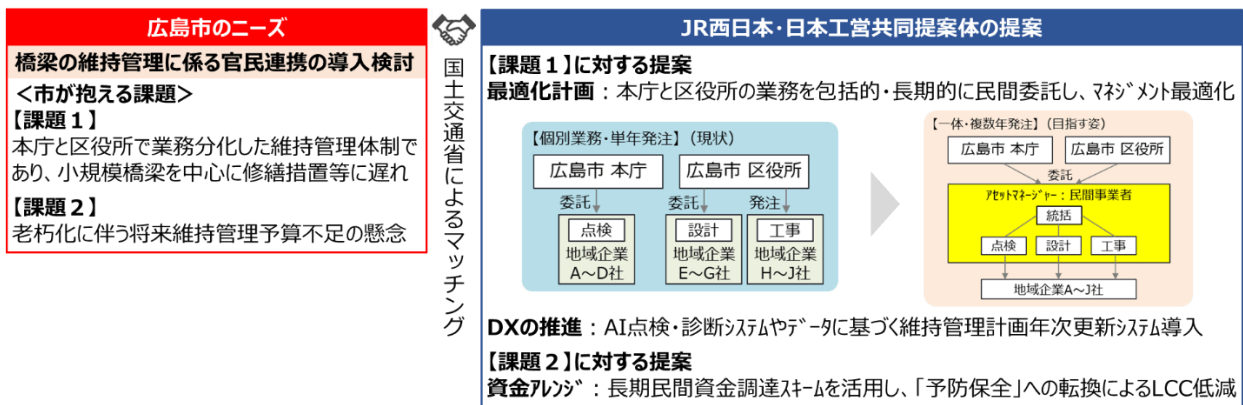 広島市のニーズ
橋梁の維持管理に係る官民連携の導入検討
<市が抱える課題>
【課題１】
本庁と区役所で業務分化した維持管理体制で
あり、小規模橋梁を中心に修繕措置等に遅れ
【課題２】
老朽化に伴う将来維持管理予算不足の懸念
国土交通省によるマッチング
JR西日本・日本工営共同提案体の提案
【課題１】に対する提案
最適化計画：本庁と区役所の業務を包括的・長期的に民間委託し、ﾏﾈｼﾞﾒﾝﾄ最適化
【個別業務・単年発注】（現状）
広島市 本庁
広島市 区役所
委託
委託
発注
点検
設計
工事
地域企業
地域企業
地域企業
A～D社
E～G社
H～J社
【一体・複数年発注】（目指す姿）
広島市 本庁
広島市 区役所
委託
ｱｾｯﾄﾏﾈｰｼﾞｬｰ：民間事業者
統括
点検
設計
工事
地域企業A～J社
DXの推進：AI点検・診断ｼｽﾃﾑやﾃﾞｰﾀに基づく維持管理計画年次更新ｼｽﾃﾑ導入
【課題２】に対する提案
資金ｱﾚﾝｼﾞ：長期民間資金調達ｽｷｰﾑを活用し、「予防保全」への転換によるLCC低減